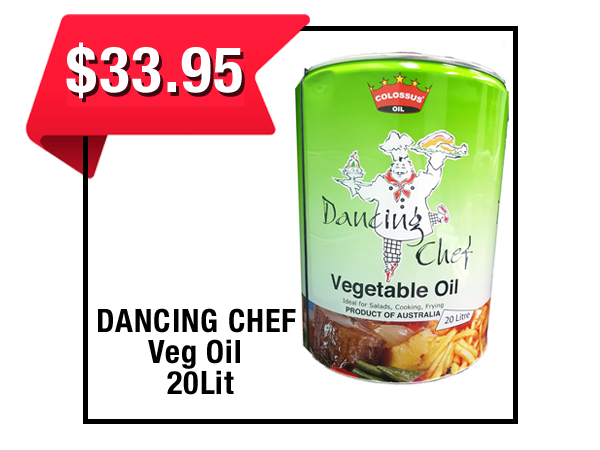 $33.95
COLOSSUS
OIL
Dancing
Chef
Vegetable Oil
Ideal for Salads, Cooking, Frying
PRODUCT OF AUSTRALIA
20 Litre
DANCING CHEF
Veg Oil
20Lit